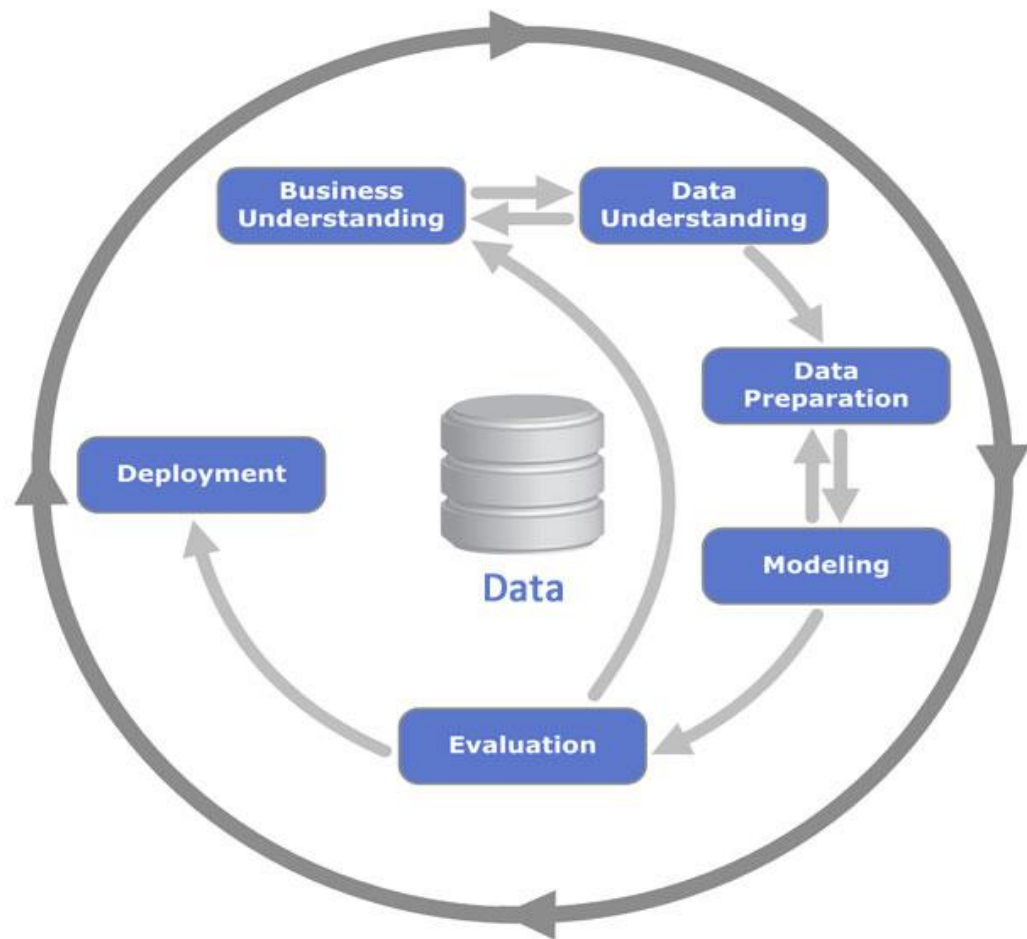 Business
Understanding
Data
Understanding
Data
Preparation
Deployment
Modeling
Data
Evaluation